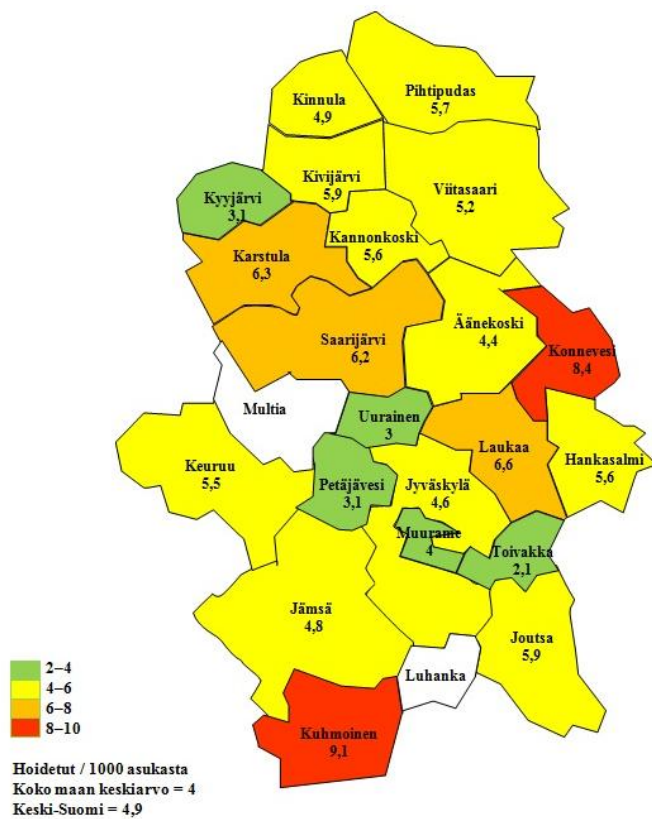 Pihtipudas
5,7
Kinnula
4,9
Kivijärvi
5,9
Viitasaari
5,2
Kyyjärvi
3,1
Kannonkoski
5,6
Karstula
6,3
Äänekoski
4,4
Saarijärvi
6,2
Konnevesi
8,4
Multia
Uurainen
3
Laukaa
6,6
Hankasalmi
5,6
Keuruu
5,5
Petäjävesi
3,1
Jyväskylä
4,6
Muurame
4
Toivakka
2,1
Jämsä
4,8
Joutsa
5,9
Luhanka
Kuhmoinen
9,1
2–4
4–6
6–8
8–10
Hoidetut / 1000 asukasta
Koko maan keskiarvo = 4
Keski-Suomi = 4,9